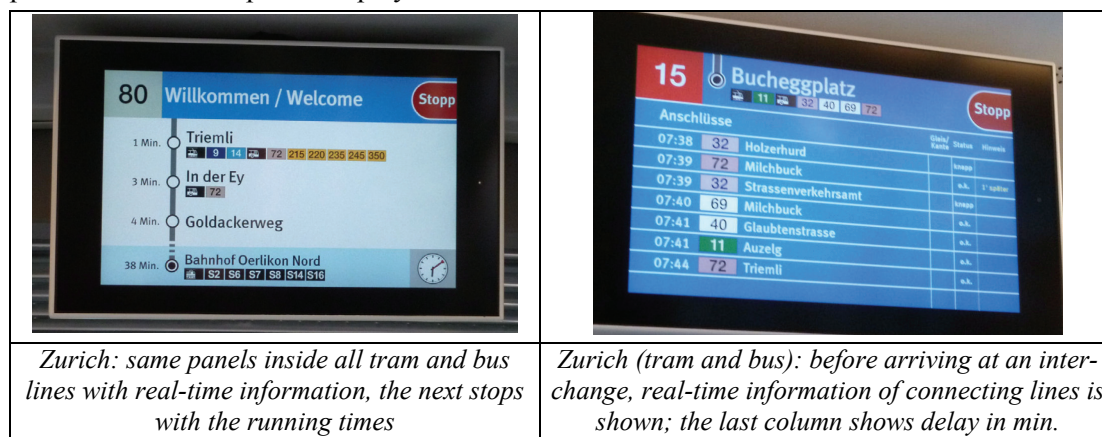 80 Willkommen / Welcome Stopp
1 Min. Triemli
9 14 72 215 220 235 245 350
3 Min. In der Ey
72
4 Min. Goldackerweg
38 Min. Bahnhof Oerlikon Nord
S2 S6 S7 S8 S14 S16
15 Bucheggplatz Stopp
11 32 40 69 72
Anschlüsse Gleis/ Kante Status Hinweis
07:38 32 Holzerhurd knapp
07:39 72 Milchbuck o.k. 1' später
07:39 32 Strassenverkehrsamt knapp
07:40 69 Milchbuck o.k.
07:41 40 Glaubtenstrasse o.k.
07:41 11 Auzelg o.k.
07:44 72 Triemli
Zurich: same panels inside all tram and bus
lines with real-time information, the next stops
with the running times
Zurich (tram and bus): before arriving at an inter-
change, real-time information of connecting lines is
shown; the last column shows delay in min.